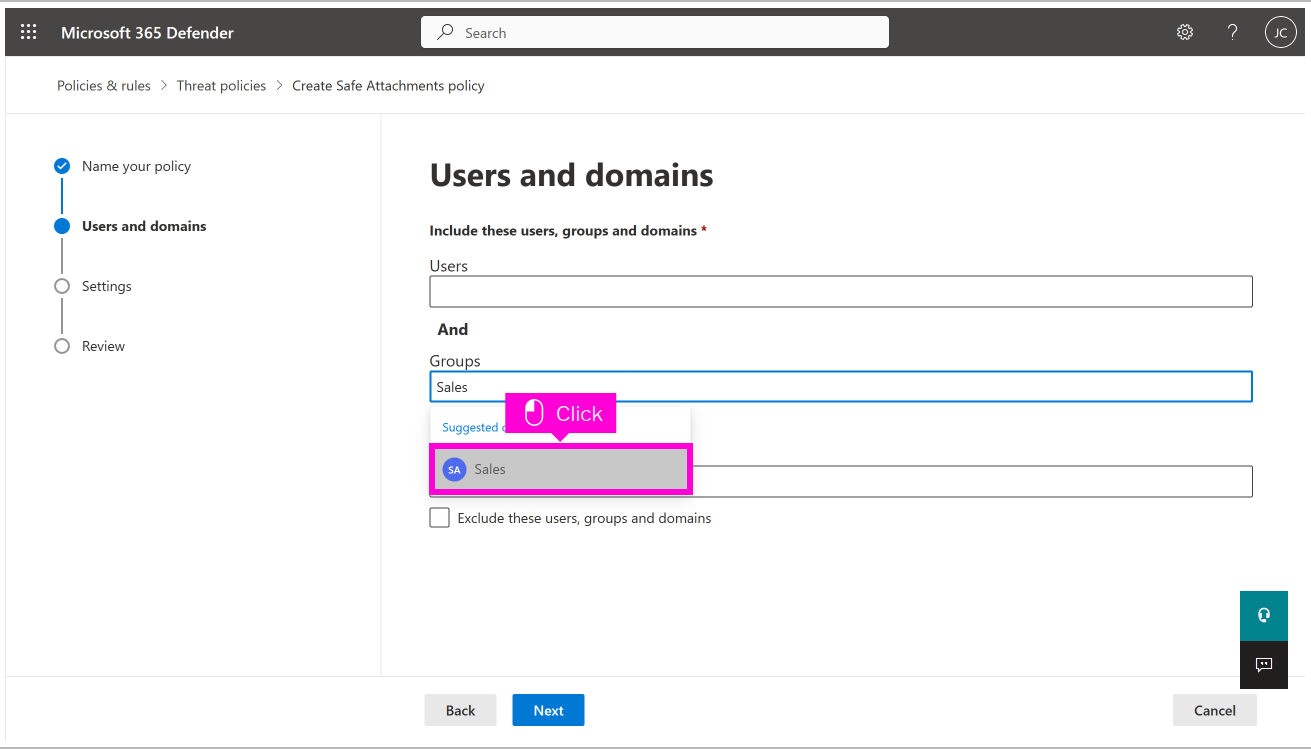 Microsoft 365 Defender
Search
?
JC
Policies & rules > Threat policies > Create Safe Attachments policy
Name your policy
Users and domains
Settings
Review
Users and domains
Include these users, groups and domains *
Users
And
Groups
Sales
Click
Suggested
SA Sales
Exclude these users, groups and domains
Back
Next
Cancel